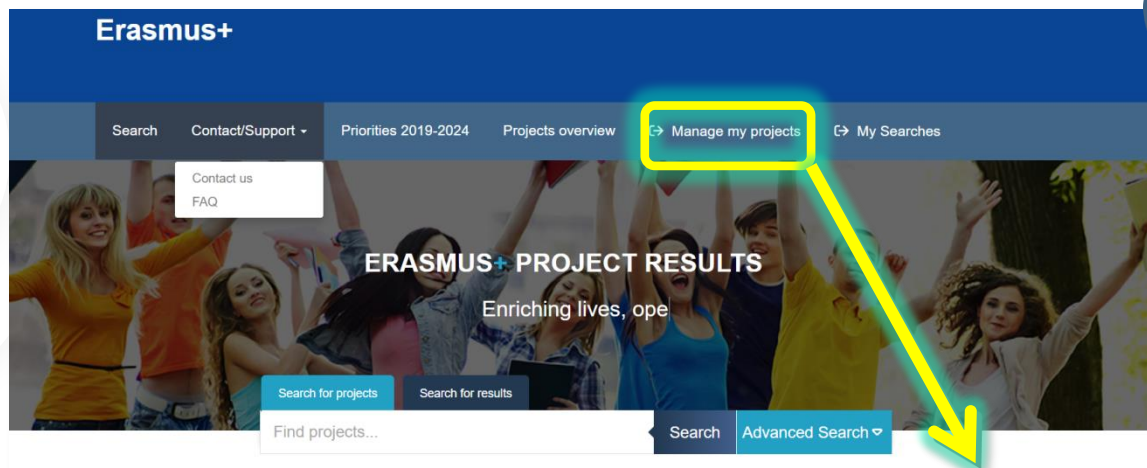 Erasmus+
Search Contact/Support Priorities 2019-2024 Projects overview Manage my projects My Searches
Contact us
FAQ
ERASMUS+ PROJECT RESULTS
Enriching lives, ope
Search for projects Search for results
Find projects... Search Advanced Search